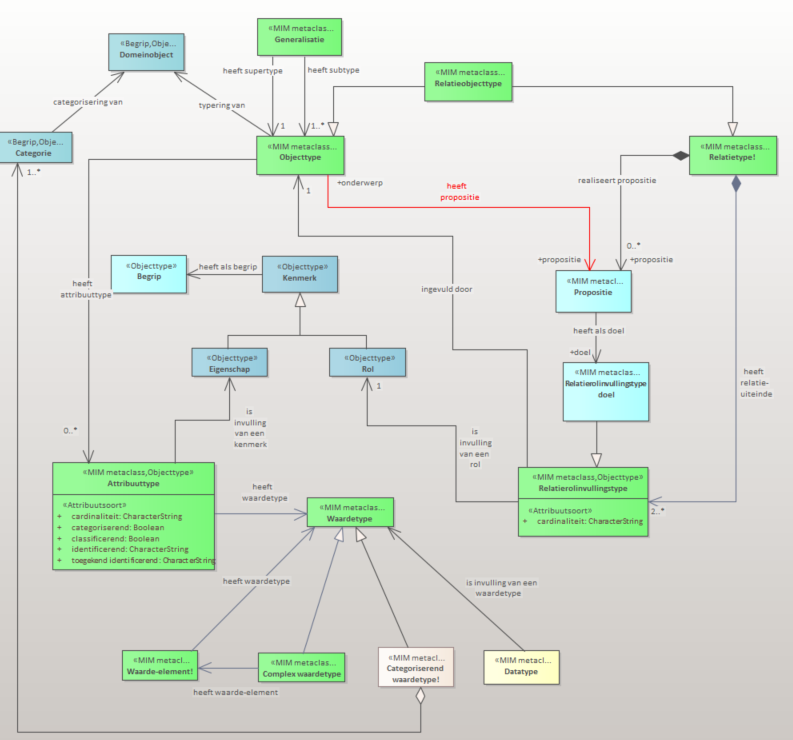 «MIM metaclass...
Generalisatie
«Begrip,Obje...
Domeinobject
heeft supertype
heeft subtype
«MIM metaclass...
Relatieobjecttype
categorisering van
typering van
1
1..*
«Begrip,Obje...
Categorie
1..*
«MIM metaclass...
Objecttype
«MIM metaclass...
Relatietype!
1
+onderwerp
heeft
propositie
realiseert propositie
0..*
+propositie
+propositie
«Objecttype»
Begrip
heeft als begrip
«Objecttype»
Kenmerk
«MIM metacl...
Propositie
heeft
attribuuttype
ingevuld door
heeft als doel
+doel
«Objecttype»
Eigenschap
«Objecttype»
Rol
1
«MIM metaclas...
Relatierolinvullingstype
doel
heeft
relatie-
uiteinde
is
invulling
van een
kenmerk
is
invulling
van een
rol
0..*
«MIM metaclass,Objecttype»
Attribuuttype
«Attribuutsoort»
+ cardinaliteit: CharacterString
+ categoriserend: Boolean
+ classificerend: Boolean
+ identificerend: CharacterString
+ toegekend identificerend: CharacterString
heeft
waardetype
«MIM metaclas...
Waardetype
«MIM metaclass,Objecttype»
Relatierolinvullingstype
«Attribuutsoort»
+ cardinaliteit: CharacterString
2..*
heeft waardetype
is invulling van een
waardetype
«MIM metacl...
Waarde-element!
«MIM metaclass...
Complex waardetype
«MIM metacl...
Categoriserend
waardetype!
«MIM metacl...
Datatype
heeft waarde-element